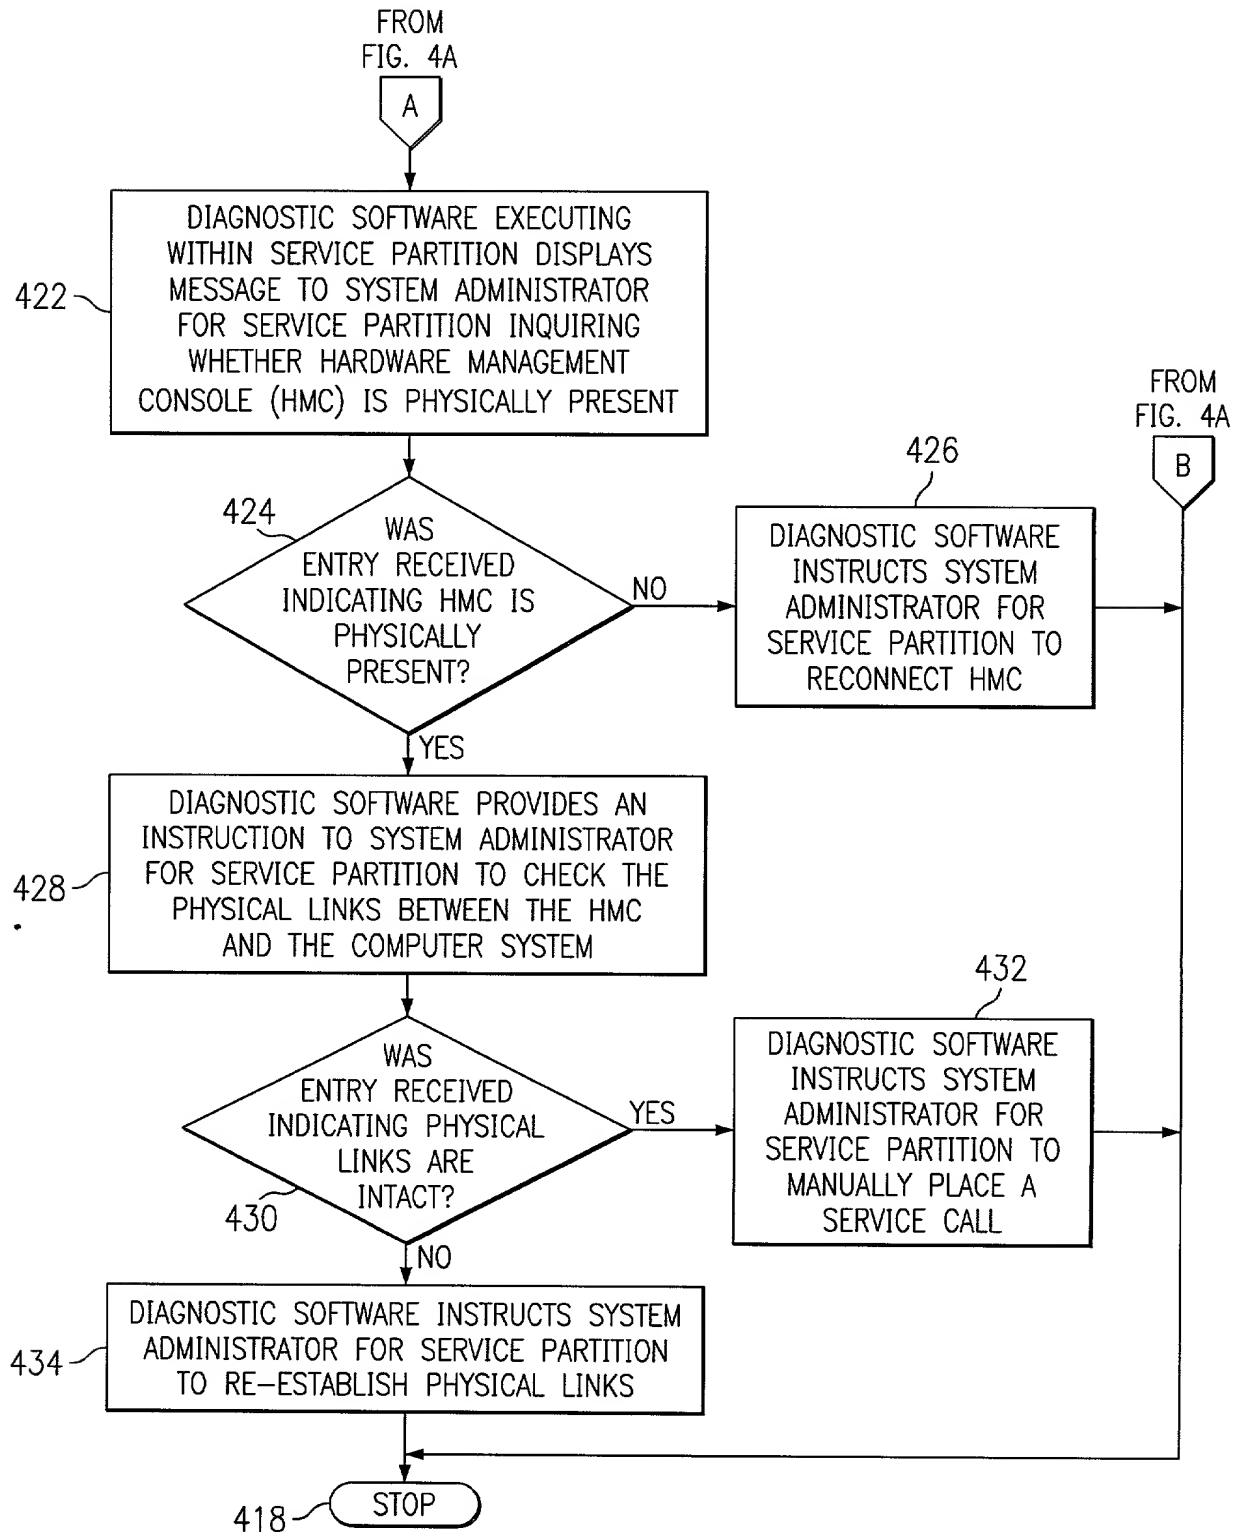 FROM
FIG. 4A
A
DIAGNOSTIC SOFTWARE EXECUTING
WITHIN SERVICE PARTITION DISPLAYS
MESSAGE TO SYSTEM ADMINISTRATOR
FOR SERVICE PARTITION INQUIRING
WHETHER HARDWARE MANAGEMENT
CONSOLE (HMC) IS PHYSICALLY PRESENT
422
FROM
FIG. 4A
B
424
WAS
ENTRY RECEIVED
INDICATING HMC IS
PHYSICALLY
PRESENT?
NO
426
DIAGNOSTIC SOFTWARE
INSTRUCTS SYSTEM
ADMINISTRATOR FOR
SERVICE PARTITION TO
RECONNECT HMC
YES
428
DIAGNOSTIC SOFTWARE PROVIDES AN
INSTRUCTION TO SYSTEM ADMINISTRATOR
FOR SERVICE PARTITION TO CHECK THE
PHYSICAL LINKS BETWEEN THE HMC
AND THE COMPUTER SYSTEM
WAS
ENTRY RECEIVED
INDICATING PHYSICAL
LINKS ARE
INTACT?
430
YES
432
DIAGNOSTIC SOFTWARE
INSTRUCTS SYSTEM
ADMINISTRATOR FOR
SERVICE PARTITION TO
MANUALLY PLACE A
SERVICE CALL
NO
434
DIAGNOSTIC SOFTWARE INSTRUCTS SYSTEM
ADMINISTRATOR FOR SERVICE PARTITION
TO RE-ESTABLISH PHYSICAL LINKS
418
STOP